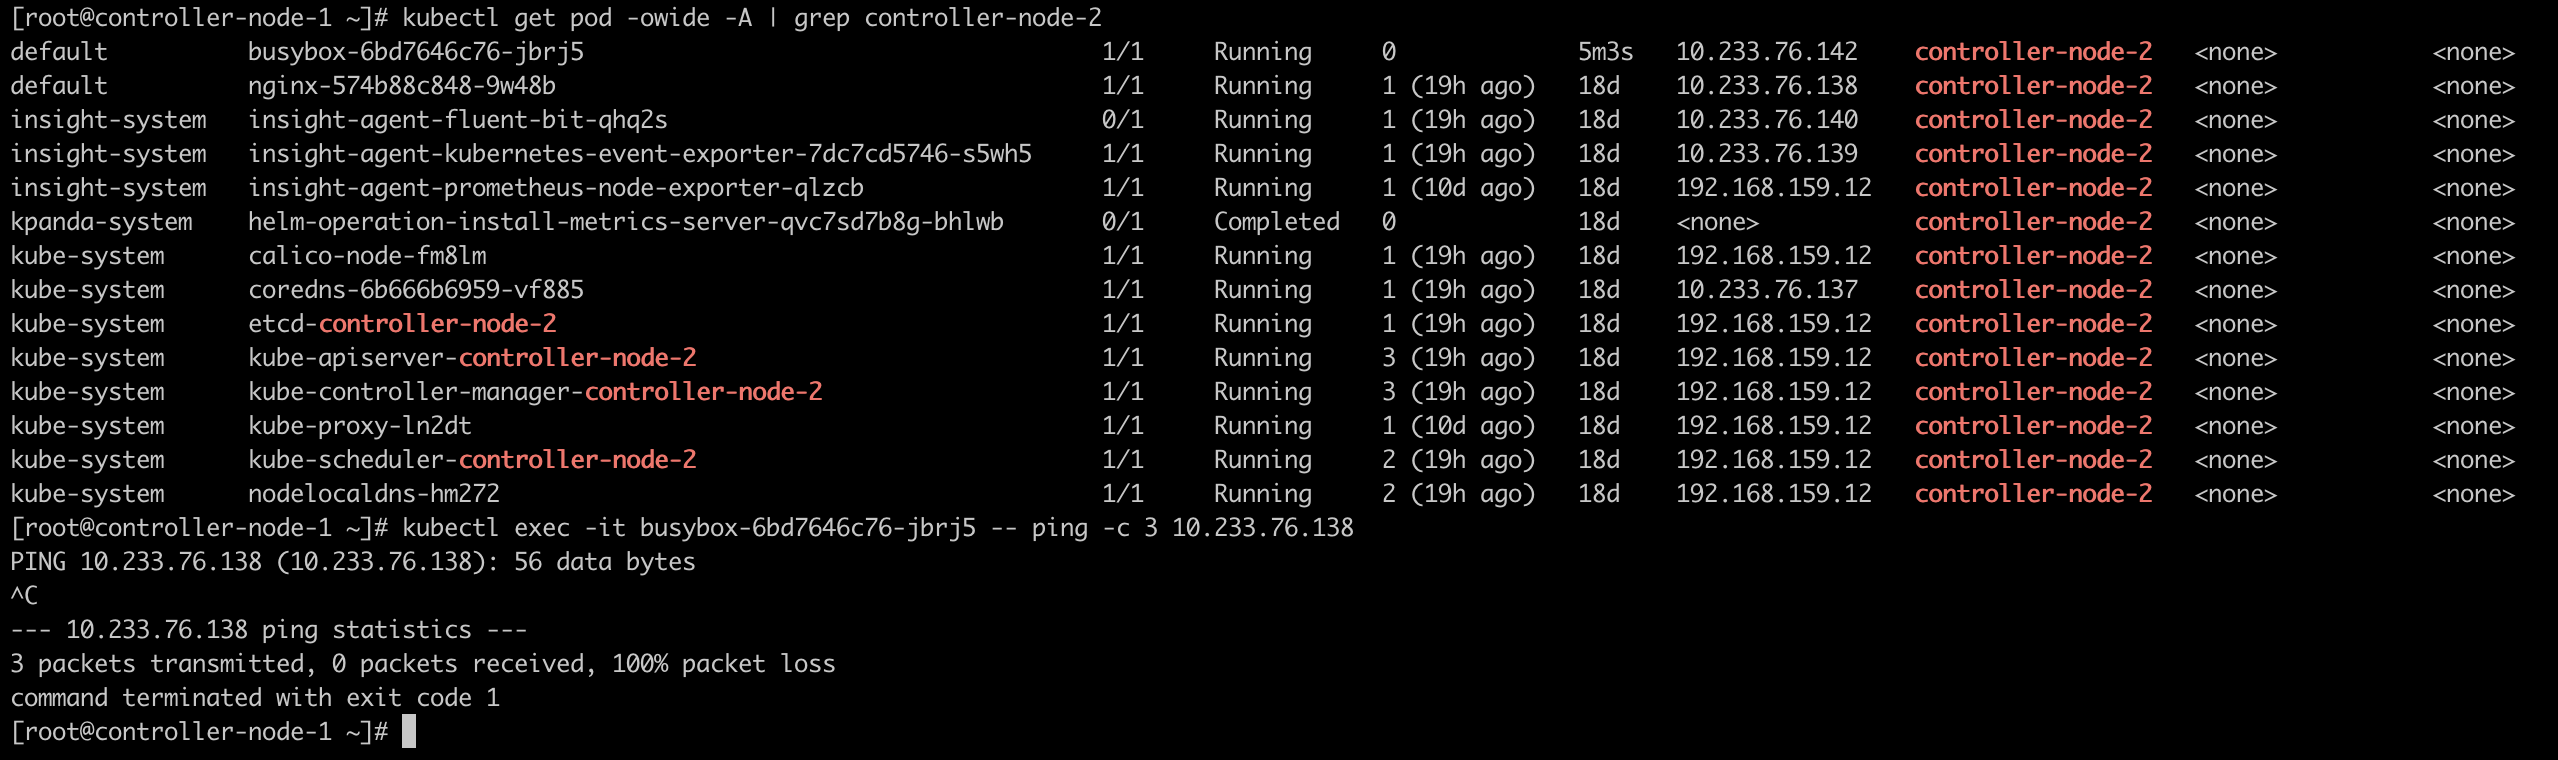 [root@controller-node-1 ~]# kubectl get pod -owide -A | grep controller-node-2
default busybox-6bd7646c76-jbrj5 1/1 Running 0 5m3s 10.233.76.142 controller-node-2 <none> <none>
default nginx-574b88c848-9w48b 1/1 Running 1 (19h ago) 18d 10.233.76.138 controller-node-2 <none> <none>
insight-system insight-agent-fluent-bit-qhq2s 0/1 Running 1 (19h ago) 18d 10.233.76.140 controller-node-2 <none> <none>
insight-system insight-agent-kubernetes-event-exporter-7dc7cd5746-s5wh5 1/1 Running 1 (19h ago) 18d 10.233.76.139 controller-node-2 <none> <none>
insight-system insight-agent-prometheus-node-exporter-qlzcb 1/1 Running 1 (10d ago) 18d 192.168.159.12 controller-node-2 <none> <none>
kpanda-system helm-operation-install-metrics-server-qvc7sd7b8g-bhlwb 0/1 Completed 0 18d <none> controller-node-2 <none> <none>
kube-system calico-node-fm8lm 1/1 Running 1 (19h ago) 18d 192.168.159.12 controller-node-2 <none> <none>
kube-system coredns-6b666b6959-vf885 1/1 Running 1 (19h ago) 18d 10.233.76.137 controller-node-2 <none> <none>
kube-system etcd-controller-node-2 1/1 Running 1 (19h ago) 18d 192.168.159.12 controller-node-2 <none> <none>
kube-system kube-apiserver-controller-node-2 1/1 Running 3 (19h ago) 18d 192.168.159.12 controller-node-2 <none> <none>
kube-system kube-controller-manager-controller-node-2 1/1 Running 3 (19h ago) 18d 192.168.159.12 controller-node-2 <none> <none>
kube-system kube-proxy-ln2dt 1/1 Running 1 (10d ago) 18d 192.168.159.12 controller-node-2 <none> <none>
kube-system kube-scheduler-controller-node-2 1/1 Running 2 (19h ago) 18d 192.168.159.12 controller-node-2 <none> <none>
kube-system nodelocaldns-hm272 1/1 Running 2 (19h ago) 18d 192.168.159.12 controller-node-2 <none> <none>
[root@controller-node-1 ~]# kubectl exec -it busybox-6bd7646c76-jbrj5 -- ping -c 3 10.233.76.138
PING 10.233.76.138 (10.233.76.138): 56 data bytes
^C
--- 10.233.76.138 ping statistics ---
3 packets transmitted, 0 packets received, 100% packet loss
command terminated with exit code 1
[root@controller-node-1 ~]#